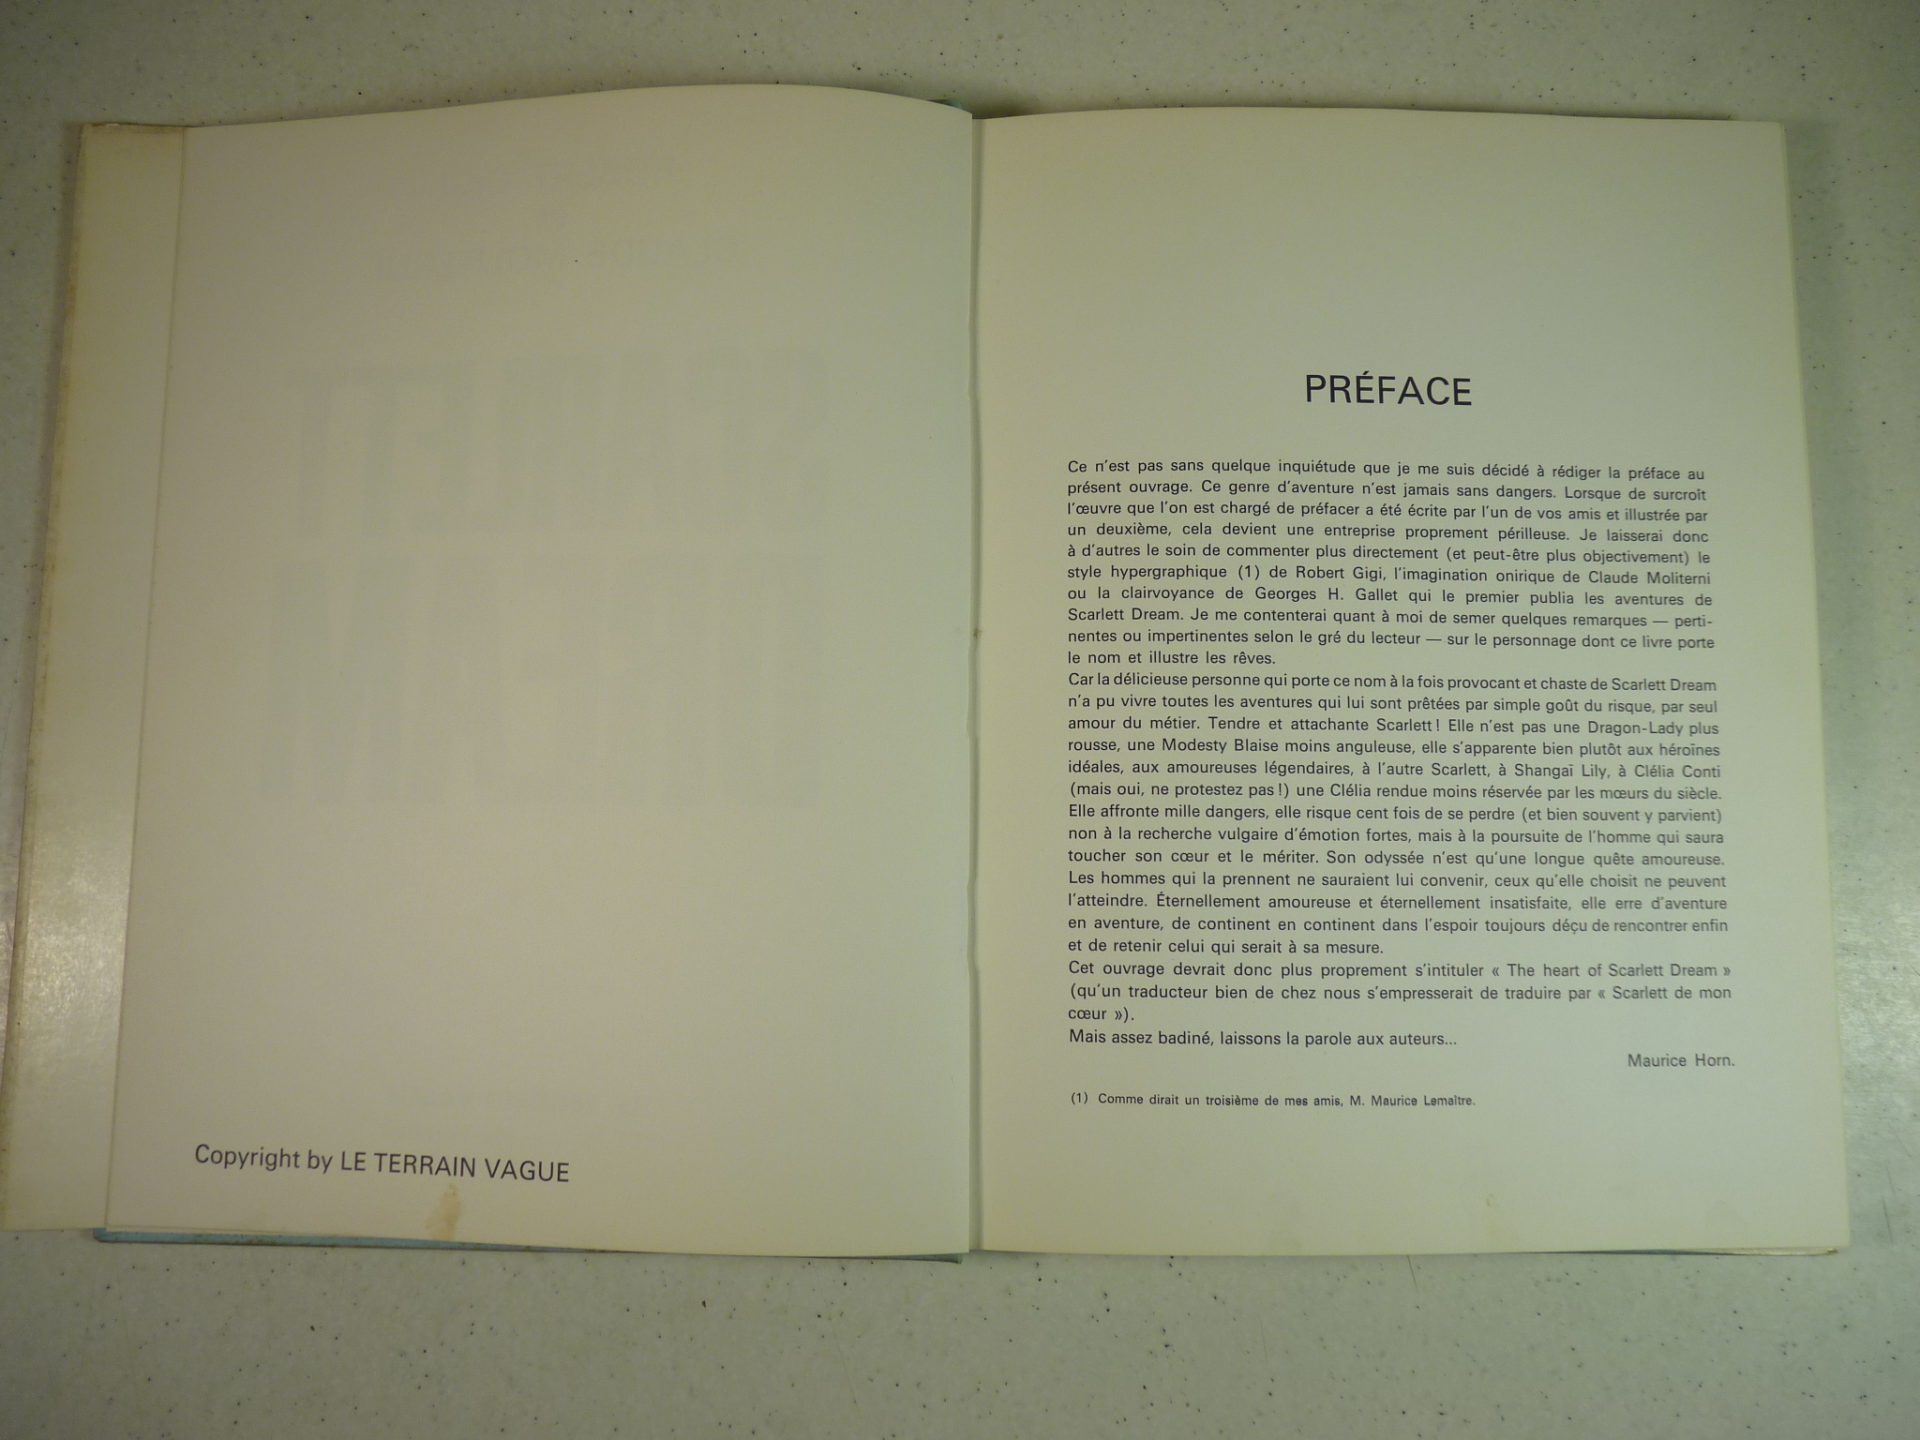 Copyright by LE TERRAIN VAGUE
PRÉFACE
Ce n'est pas sans quelque inquiétude que je me suis décidé à rédiger la préface au
présent ouvrage. Ce genre d'aventure n'est jamais sans dangers. Lorsque de surcroît
l'œuvre que l'on est chargé de préfacer a été écrite par l'un de vos amis et illustrée par
un deuxième, cela devient une entreprise proprement périlleuse. Je laisserai donc
à d'autres le soin de commenter plus directement (et peut-être plus objectivement) le
style hypergraphique (1) de Robert Gigi, l'imagination onirique de Claude Moliterni
ou la clairvoyance de Georges H. Gallet qui le premier publia les aventures de
Scarlett Dream. Je me contenterai quant à moi de semer quelques remarques — perti-
nentes ou impertinentes selon le gré du lecteur — sur le personnage dont ce livre porte
le nom et illustre les rêves.
Car la délicieuse personne qui porte ce nom à la fois provocant et chaste de Scarlett Dream
n'a pu vivre toutes les aventures qui lui sont prêtées par simple goût du risque, par seul
amour du métier. Tendre et attachante Scarlett! Elle n'est pas une Dragon-Lady plus
rousse, une Modesty Blaise moins anguleuse, elle s'apparente bien plutôt aux héroïnes
idéales, aux amoureuses légendaires, à l'autre Scarlett, à Shangaï Lily, à Clélia Conti
(mais oui, ne protestez pas!) une Clélia rendue moins réservée par les mœurs du siècle.
Elle affronte mille dangers, elle risque cent fois de se perdre (et bien souvent y parvient)
non à la recherche vulgaire d'émotion fortes, mais à la poursuite de l'homme qui saura
toucher son cœur et le mériter. Son odyssée n'est qu'une longue quête amoureuse.
Les hommes qui la prennent ne sauraient lui convenir, ceux qu'elle choisit ne peuvent
l'atteindre. Éternellement amoureuse et éternellement insatisfaite, elle erre d'aventure
en aventure, de continent en continent dans l'espoir toujours déçu de rencontrer enfin
et de retenir celui qui serait à sa mesure.
Cet ouvrage devrait donc plus proprement s'intituler « The heart of Scarlett Dream »
(qu'un traducteur bien de chez nous s'empresserait de traduire par « Scarlett de mon
cœur »).
Mais assez badiné, laissons la parole aux auteurs...
Maurice Horn.
(1) Comme dirait un troisième de mes amis, M. Maurice Lemaître.